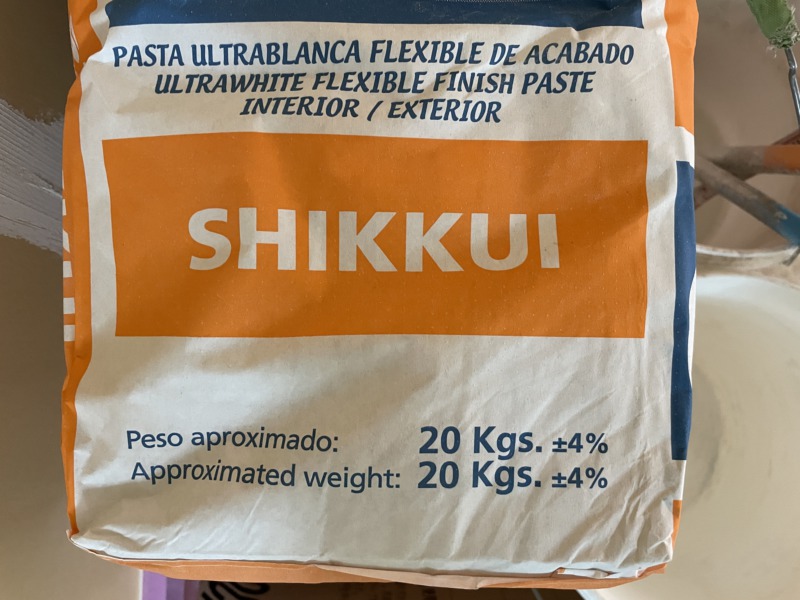 PASTA ULTRABLANCA FLEXIBLE DE ACABADO
ULTRAWHITE FLEXIBLE FINISH PASTE
INTERIOR / EXTERIOR
SHIKKUI
Peso aproximado: 20 Kgs. ±4%
Approximated weight: 20 Kgs. ±4%